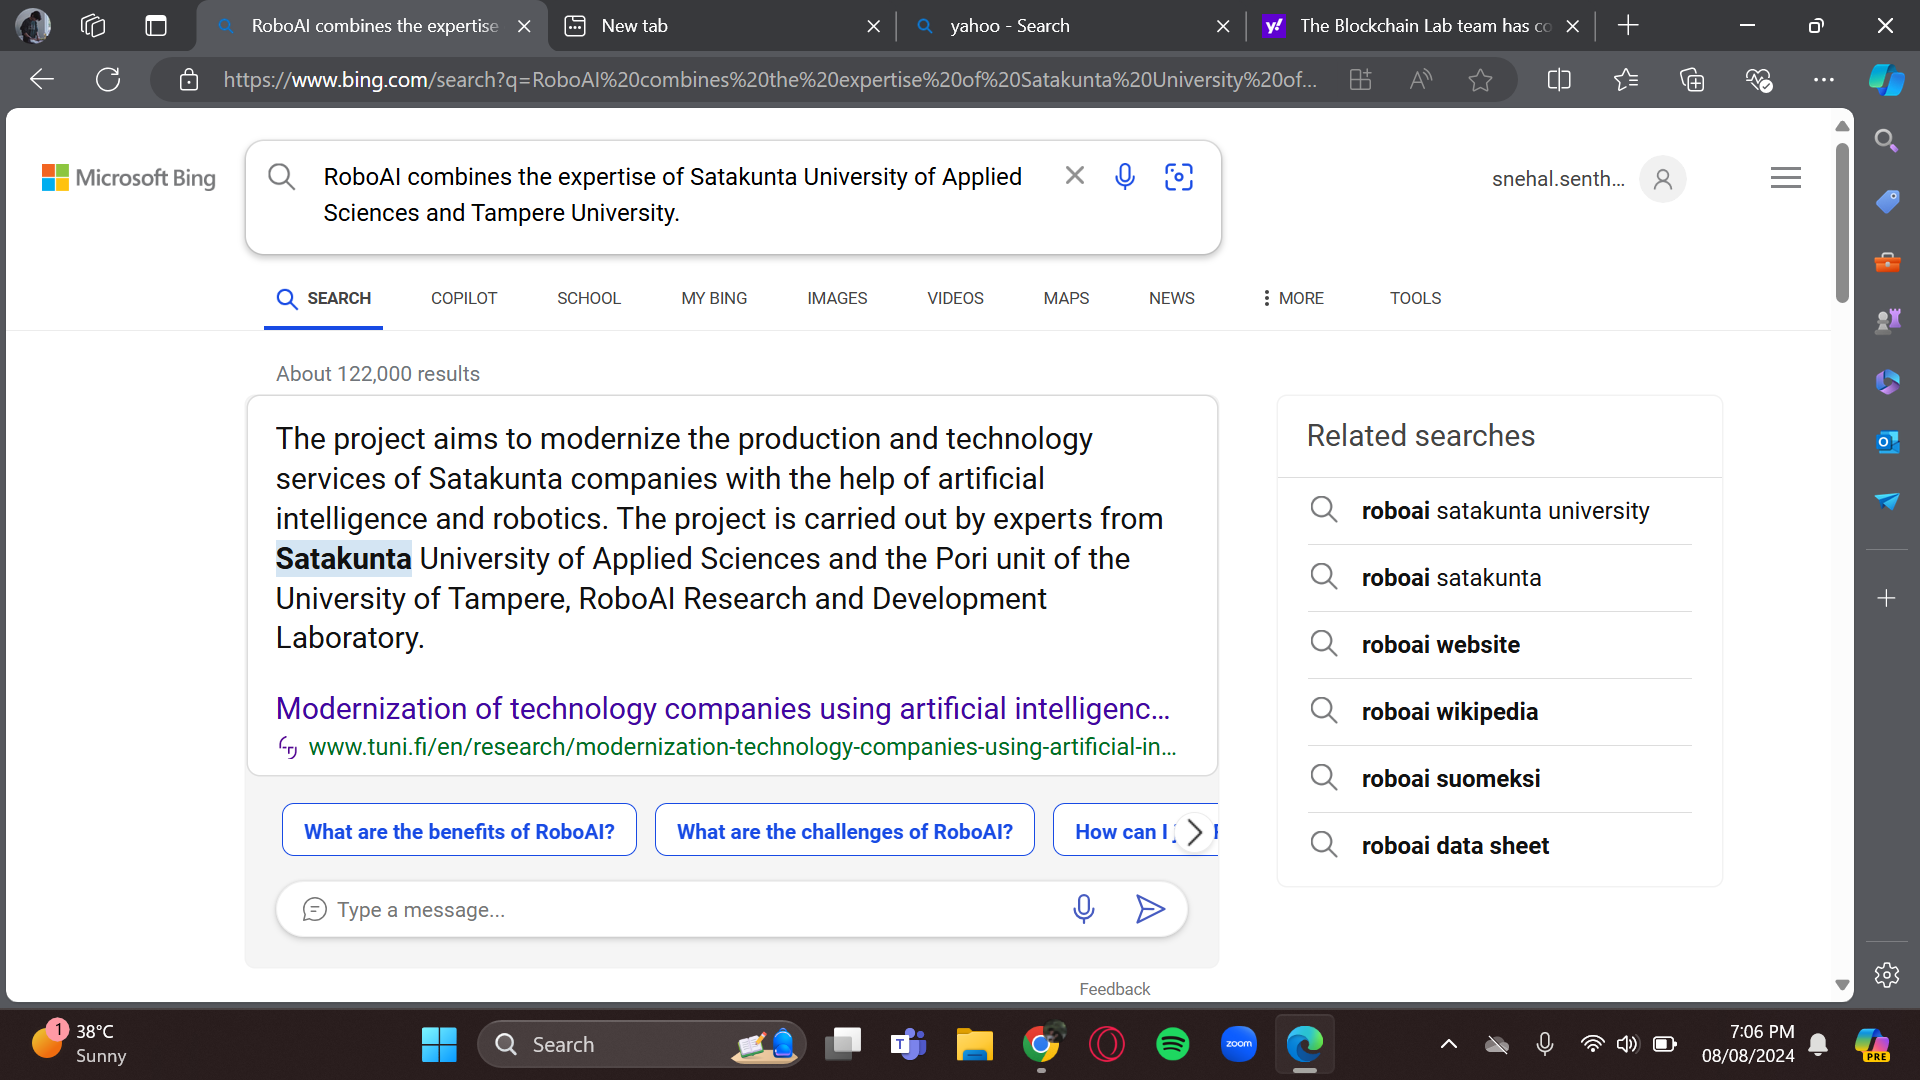 RoboAI combines the expertise
New tab
yahoo - Search
The Blockchain Lab team has co
https://www.bing.com/search?q=RoboAI%20combines%20the%20expertise%20of%20Satakunta%20University%20of...
Microsoft Bing
RoboAI combines the expertise of Satakunta University of Applied
Sciences and Tampere University.
snehal.senth...
SEARCH
COPILOT
SCHOOL
MY BING
IMAGES
VIDEOS
MAPS
NEWS
MORE
TOOLS
About 122,000 results
The project aims to modernize the production and technology
services of Satakunta companies with the help of artificial
intelligence and robotics. The project is carried out by experts from
Satakunta University of Applied Sciences and the Pori unit of the
University of Tampere, RoboAI Research and Development
Laboratory.
Modernization of technology companies using artificial intelligenc...
www.tuni.fi/en/research/modernization-technology-companies-using-artificial-in...
What are the benefits of RoboAI?
What are the challenges of RoboAI?
How can I
Type a message...
Feedback
Related searches
roboai satakunta university
roboai satakunta
roboai website
roboai wikipedia
roboai suomeksi
roboai data sheet
1
38°C
Sunny
Search
zoom
7:06 PM
08/08/2024
PRE